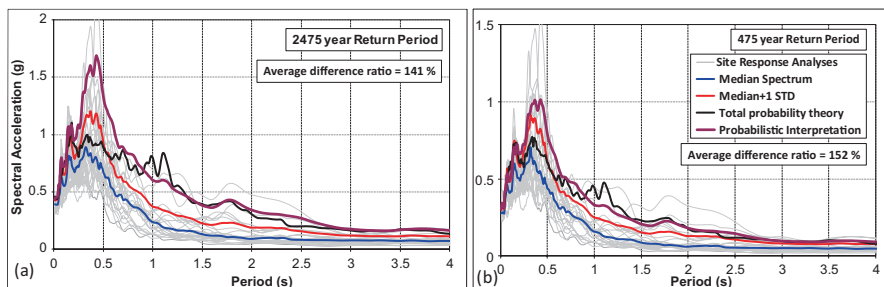 2475 year Return Period
Average difference ratio = 141 %
Spectral Acceleration (g)
2
1.5
1
0.5
0
0 0.5 1 1.5 2 2.5 3 3.5 4
Period (s)
(a)
475 year Return Period
Site Response Analyses
Median Spectrum
Median+1 STD
Total probability theory
Probabilistic Interpretation
Average difference ratio = 152 %
1.5
1
0.5
0
0 0.5 1 1.5 2 2.5 3 3.5 4
Period (s)
(b)